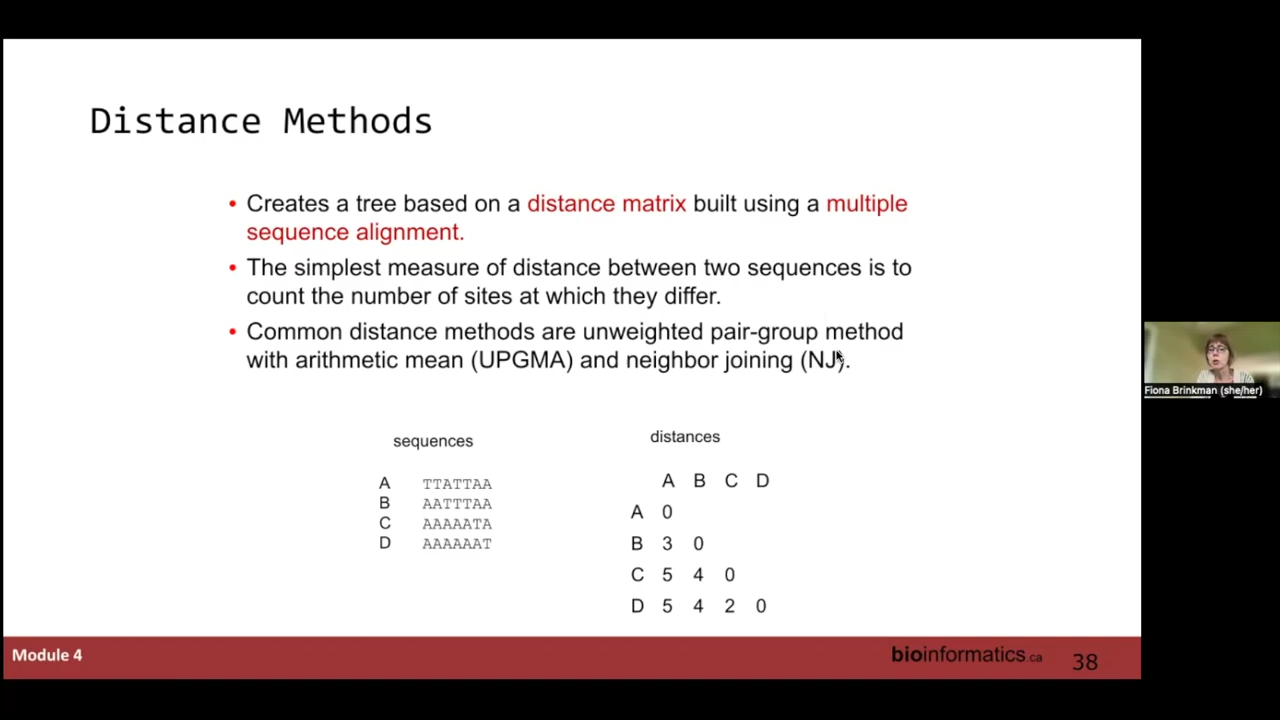 Distance Methods
• Creates a tree based on a distance matrix built using a multiple
sequence alignment.
• The simplest measure of distance between two sequences is to
count the number of sites at which they differ.
• Common distance methods are unweighted pair-group method
with arithmetic mean (UPGMA) and neighbor joining (NJ).
sequences
A TTATTAA
B AATTTAA
C AAAAATA
D AAAAAAT
distances
A B C D
A 0
B 3 0
C 5 4 0
D 5 4 2 0
Fiona Brinkman (she/her)
Module 4
bioinformatics.ca
38